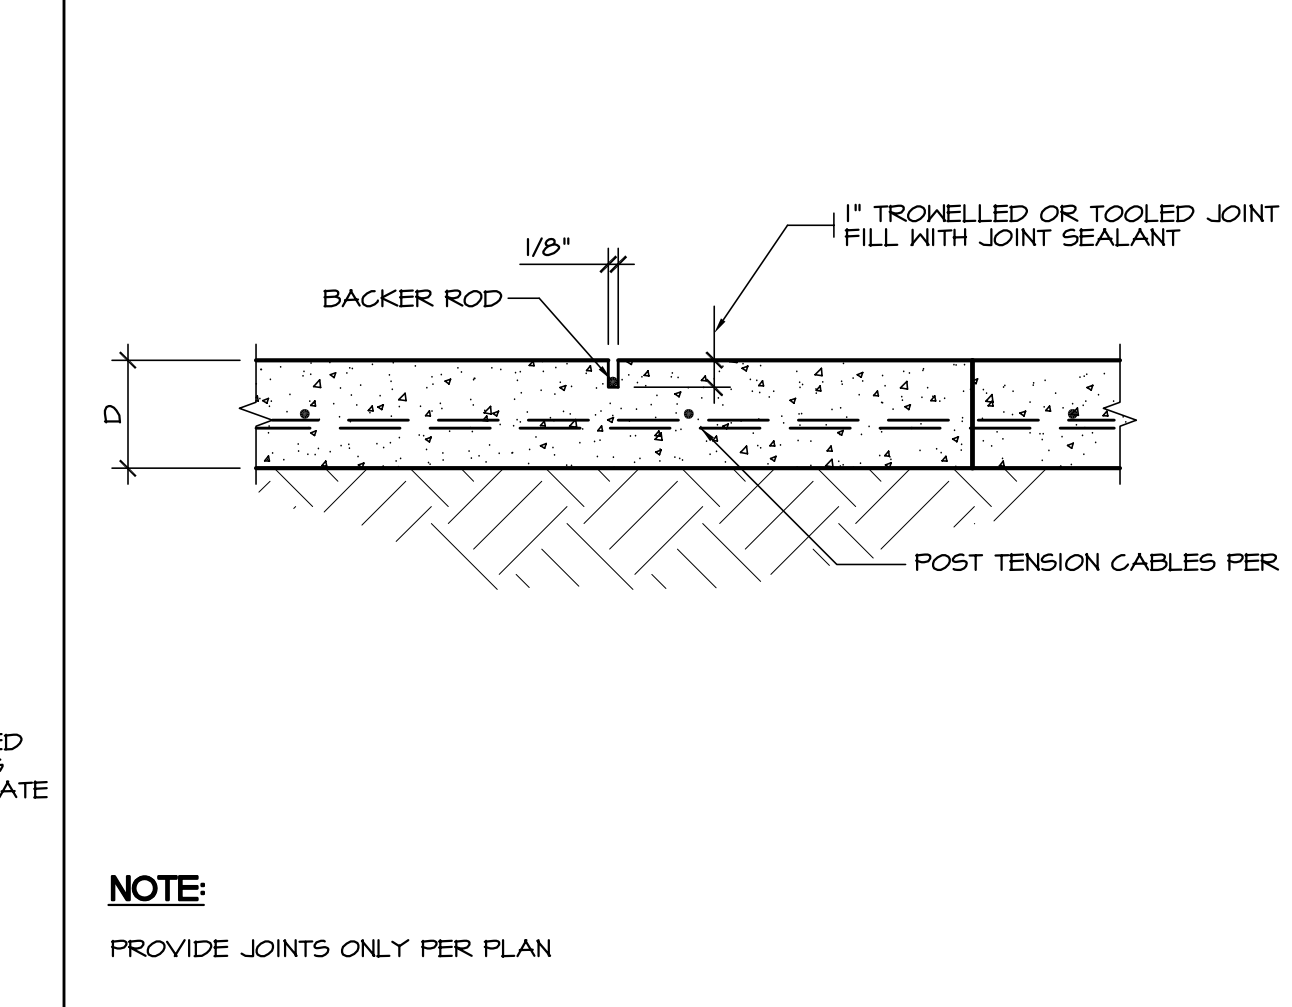 1" TROWELLED OR TOOLED JOINT
FILL WITH JOINT SEALANT
1/8"
BACKER ROD
D
POST TENSION CABLES PER
ED
ATE
NOTE:
PROVIDE JOINTS ONLY PER PLAN